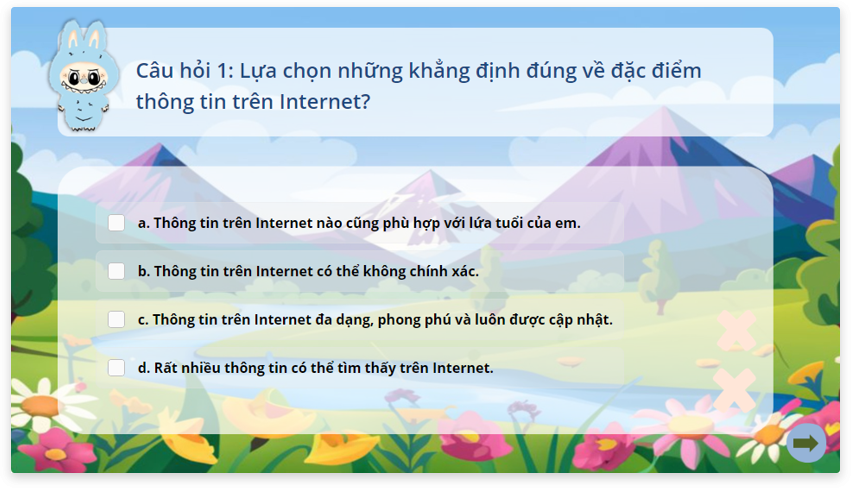 Câu hỏi 1: Lựa chọn những khẳng định đúng về đặc điểm
thông tin trên Internet?
a. Thông tin trên Internet nào cũng phù hợp với lứa tuổi của em.
b. Thông tin trên Internet có thể không chính xác.
c. Thông tin trên Internet đa dạng, phong phú và luôn được cập nhật.
d. Rất nhiều thông tin có thể tìm thấy trên Internet.